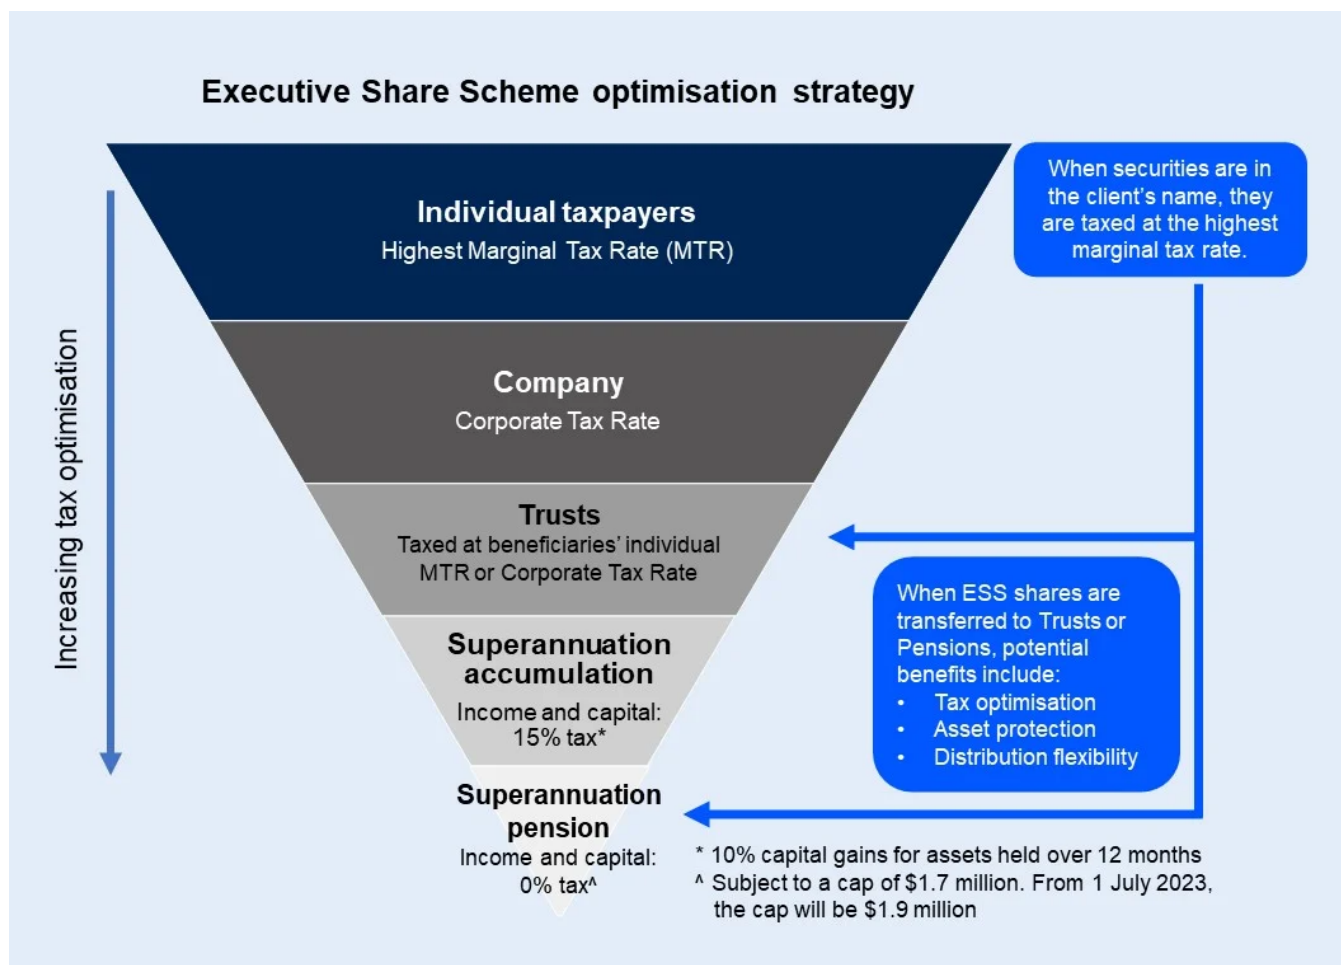 Executive Share Scheme optimisation strategy
Increasing tax optimisation
Individual taxpayers
Highest Marginal Tax Rate (MTR)
Company
Corporate Tax Rate
Trusts
Taxed at beneficiaries' individual
MTR or Corporate Tax Rate
Superannuation
accumulation
Income and capital:
15% tax*
Superannuation
pension
Income and capital:
0% tax^
When securities are in
the client's name, they
are taxed at the highest
marginal tax rate.
When ESS shares are
transferred to Trusts or
Pensions, potential
benefits include:
• Tax optimisation
• Asset protection
• Distribution flexibility
* 10% capital gains for assets held over 12 months
^ Subject to a cap of $1.7 million. From 1 July 2023,
the cap will be $1.9 million